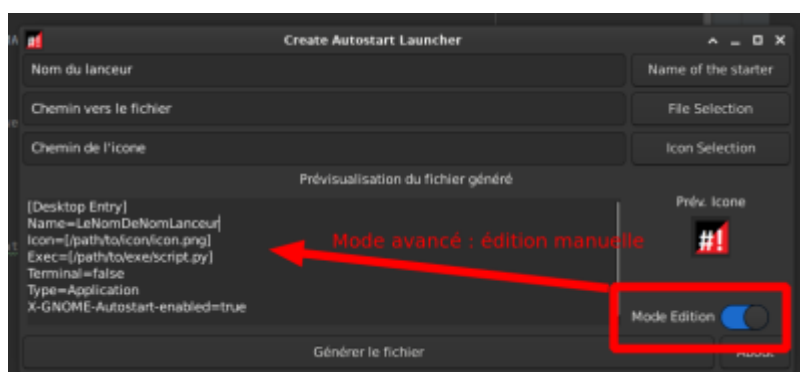 Create Autostart Launcher
Nom du lanceur
Name of the starter
Chemin vers le fichier
File Selection
Chemin de l'icone
Icon Selection
Prévisualisation du fichier généré
Prév. Icone
[Desktop Entry]
Name=LeNomDeNomLanceur
Icon=[/path/to/icon/icon.png]
Exec=[/path/to/exe/script.py]
Terminal=false
Type=Application
X-GNOME-Autostart-enabled=true
Mode avancé : édition manuelle
#!
Mode Edition
Générer le fichier
About